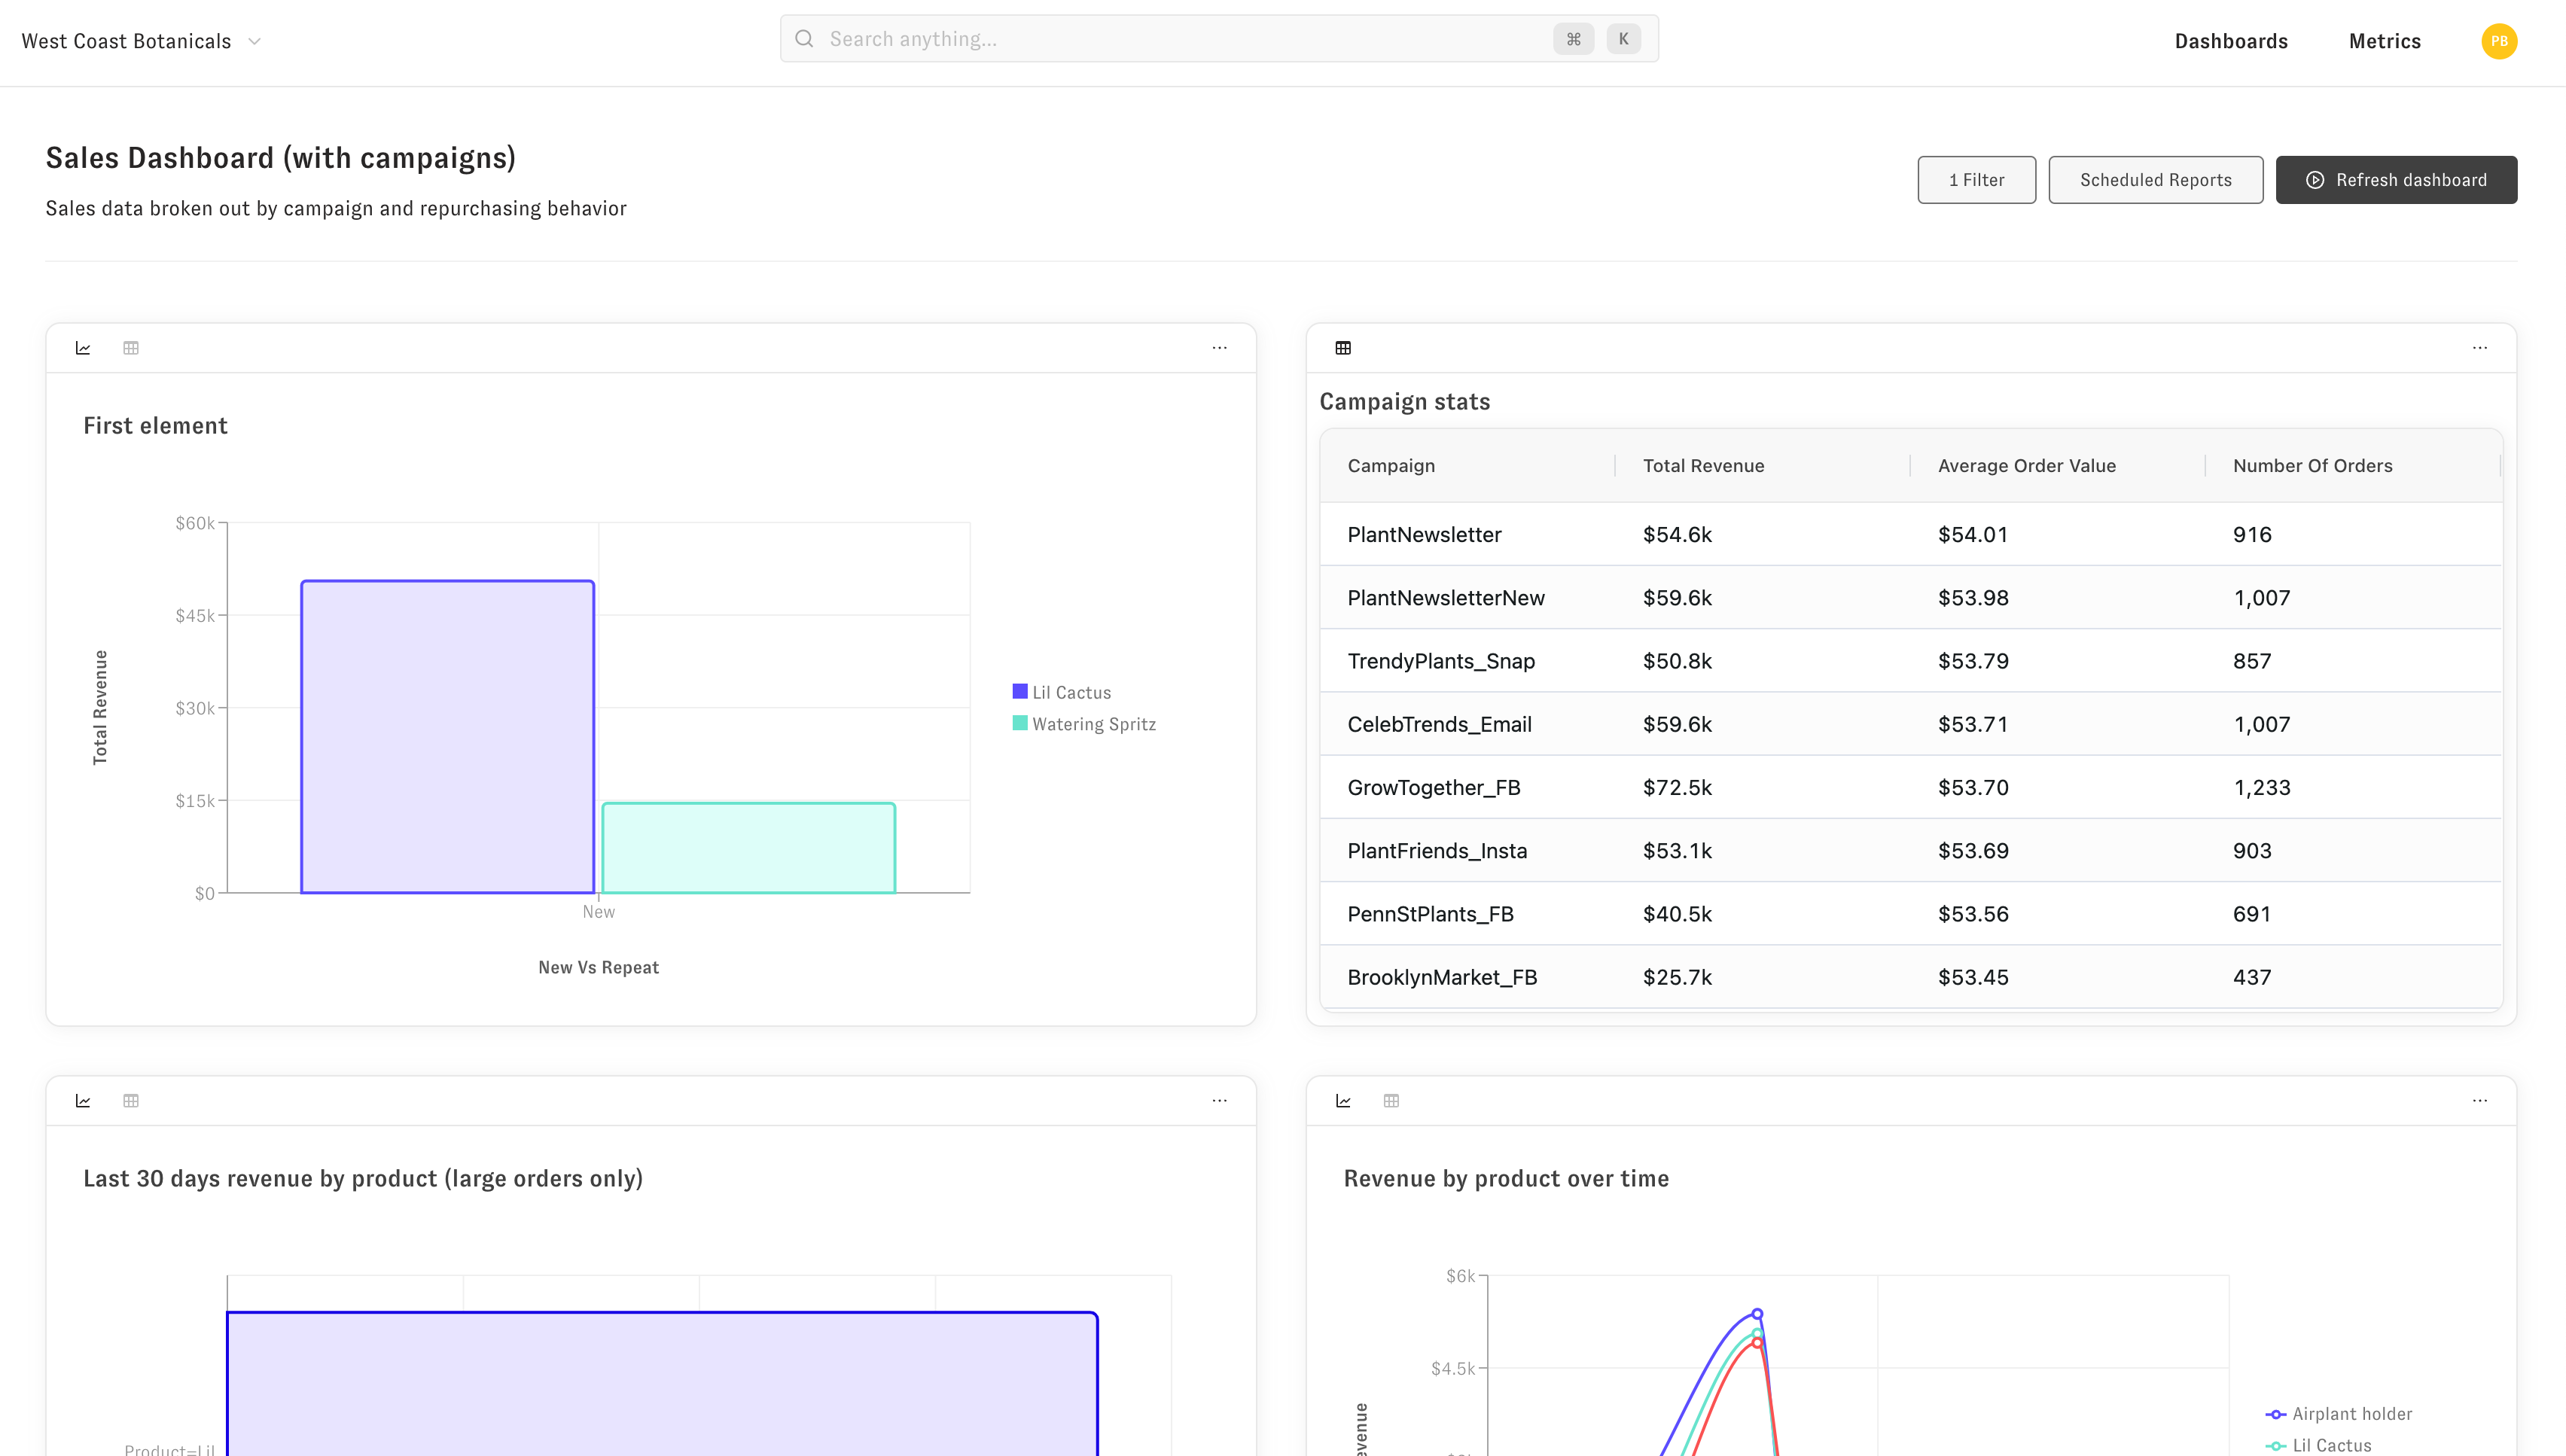 West Coast Botanicals
Search anything...
⌘ K
Dashboards
Metrics
PB
Sales Dashboard (with campaigns)
Sales data broken out by campaign and repurchasing behavior
1 Filter
Scheduled Reports
Refresh dashboard
First element
$60k
$45k
$30k
$15k
$0
Total Revenue
New
New Vs Repeat
Lil Cactus
Watering Spritz
Campaign stats
Campaign Total Revenue Average Order Value Number Of Orders
PlantNewsletter $54.6k $54.01 916
PlantNewsletterNew $59.6k $53.98 1,007
TrendyPlants_Snap $50.8k $53.79 857
CelebTrends_Email $59.6k $53.71 1,007
GrowTogether_FB $72.5k $53.70 1,233
PlantFriends_Insta $53.1k $53.69 903
PennStPlants_FB $40.5k $53.56 691
BrooklynMarket_FB $25.7k $53.45 437
Last 30 days revenue by product (large orders only)
Product=Lil
Revenue by product over time
$6k
$4.5k
evenue
Airplant holder
Lil Cactus